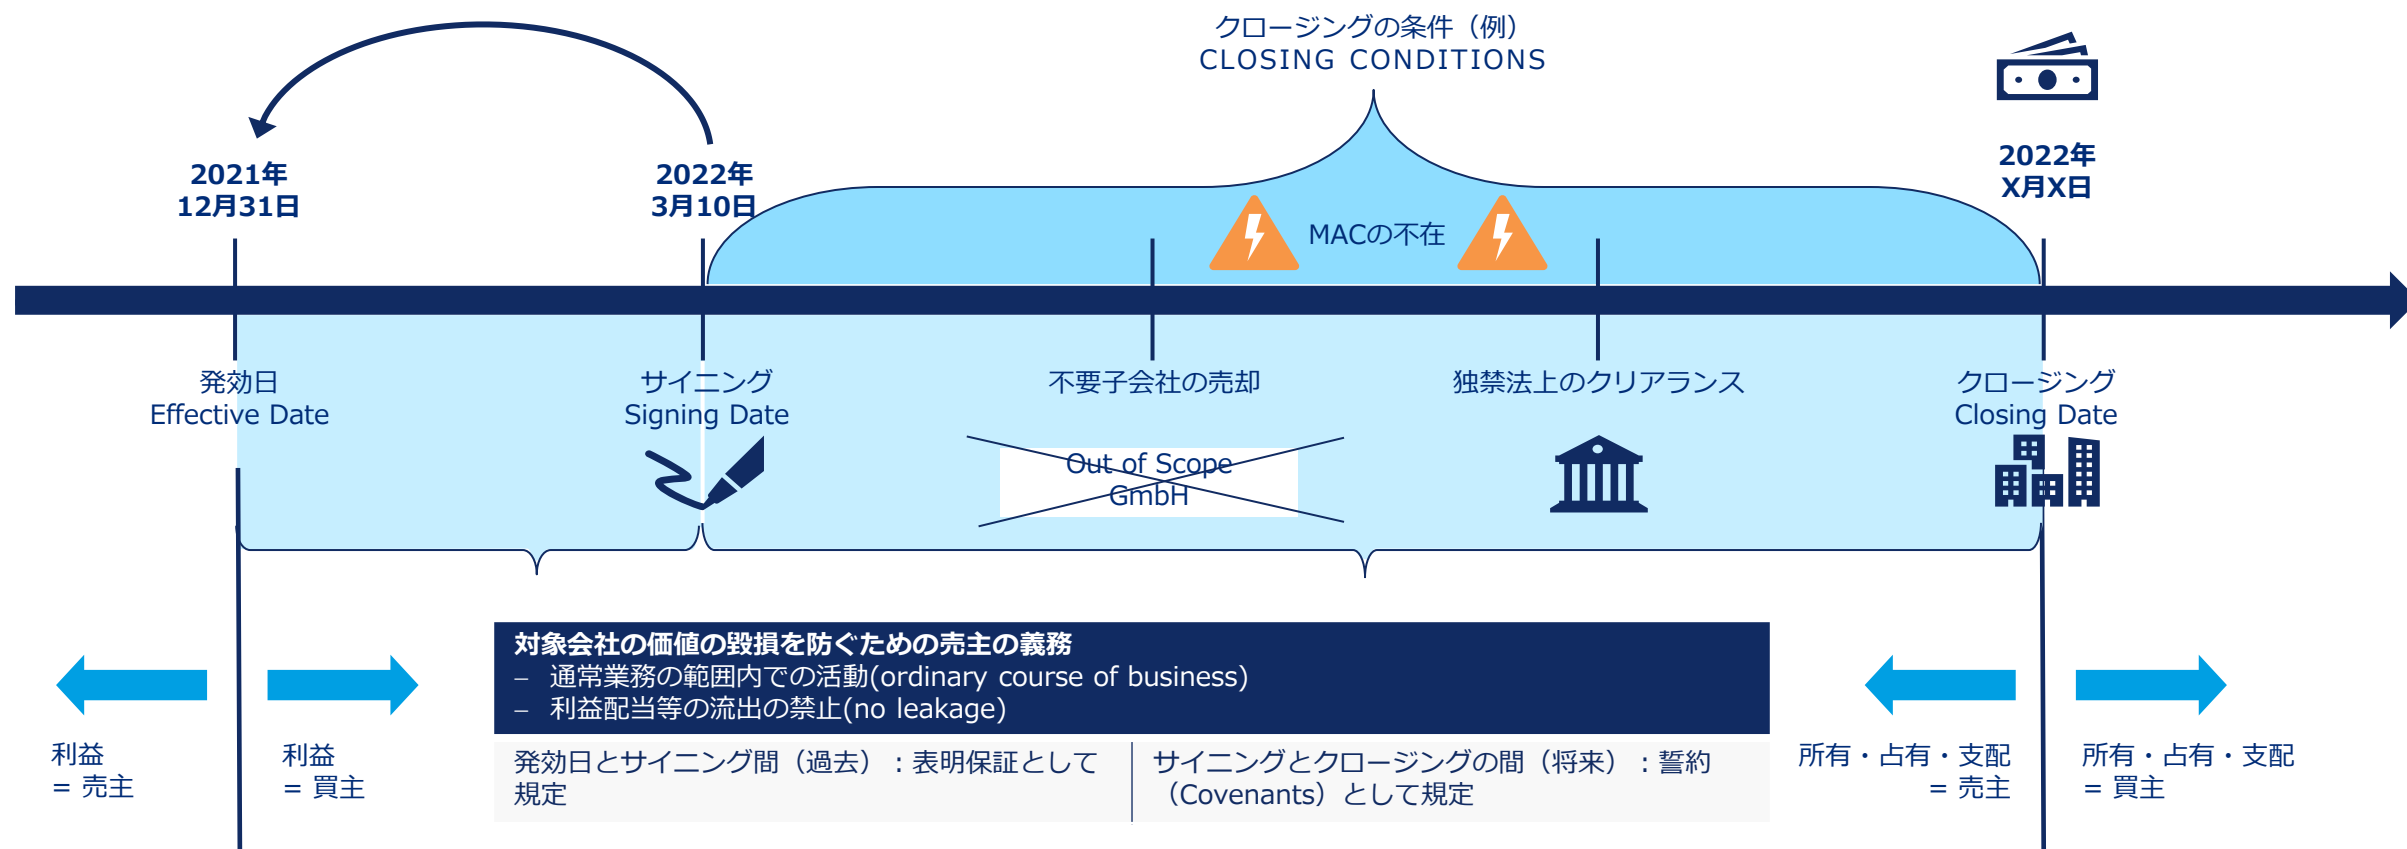 クロージングの条件（例）
CLOSING CONDITIONS
2021年
12月31日
2022年
3月10日
2022年
X月X日
MACの不在
発効日
Effective Date
サイニング
Signing Date
不要子会社の売却
独禁法上のクリアランス
クロージング
Closing Date
Out of Scope
GmbH
対象会社の価値の毀損を防ぐための売主の義務
– 通常業務の範囲内での活動(ordinary course of business)
– 利益配当等の流出の禁止(no leakage)
発効日とサイニング間（過去）：表明保証として
規定
サイニングとクロージングの間（将来）：誓約
（Covenants）として規定
利益
= 売主
利益
= 買主
所有・占有・支配
= 売主
所有・占有・支配
= 買主